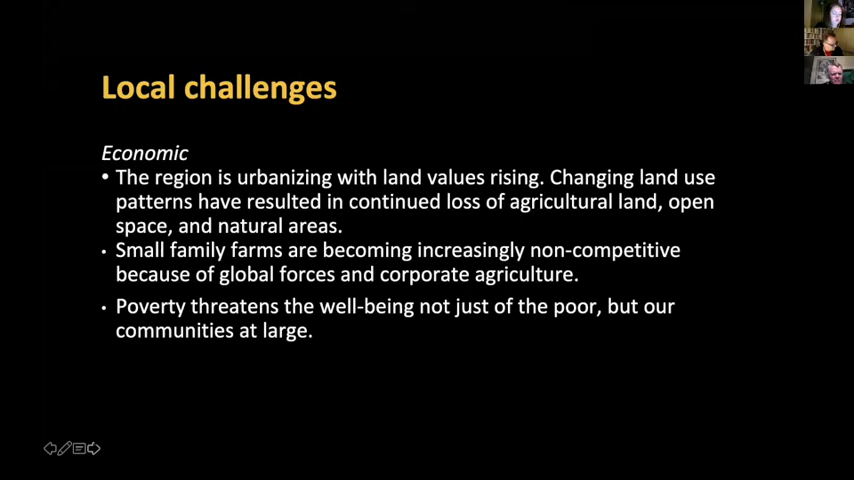 Local challenges
Economic
• The region is urbanizing with land values rising. Changing land use
patterns have resulted in continued loss of agricultural land, open
space, and natural areas.
• Small family farms are becoming increasingly non-competitive
because of global forces and corporate agriculture.
• Poverty threatens the well-being not just of the poor, but our
communities at large.